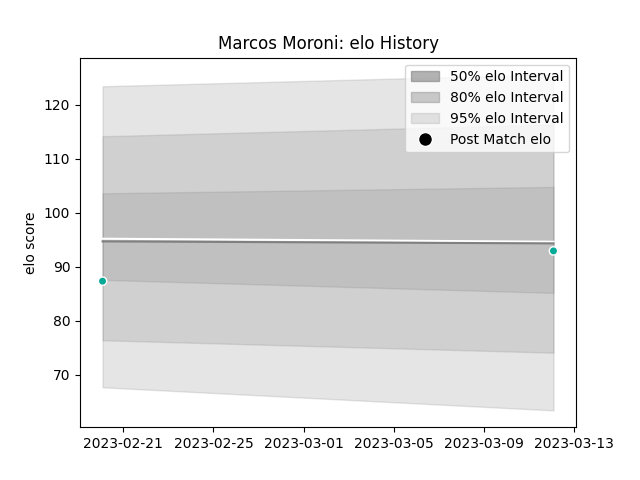 Marcos Moroni: elo History
50% elo Interval
80% elo Interval
95% elo Interval
Post Match elo
elo score
120
110
100
90
80
70
2023-02-21 2023-02-25 2023-03-01 2023-03-05 2023-03-09 2023-03-13